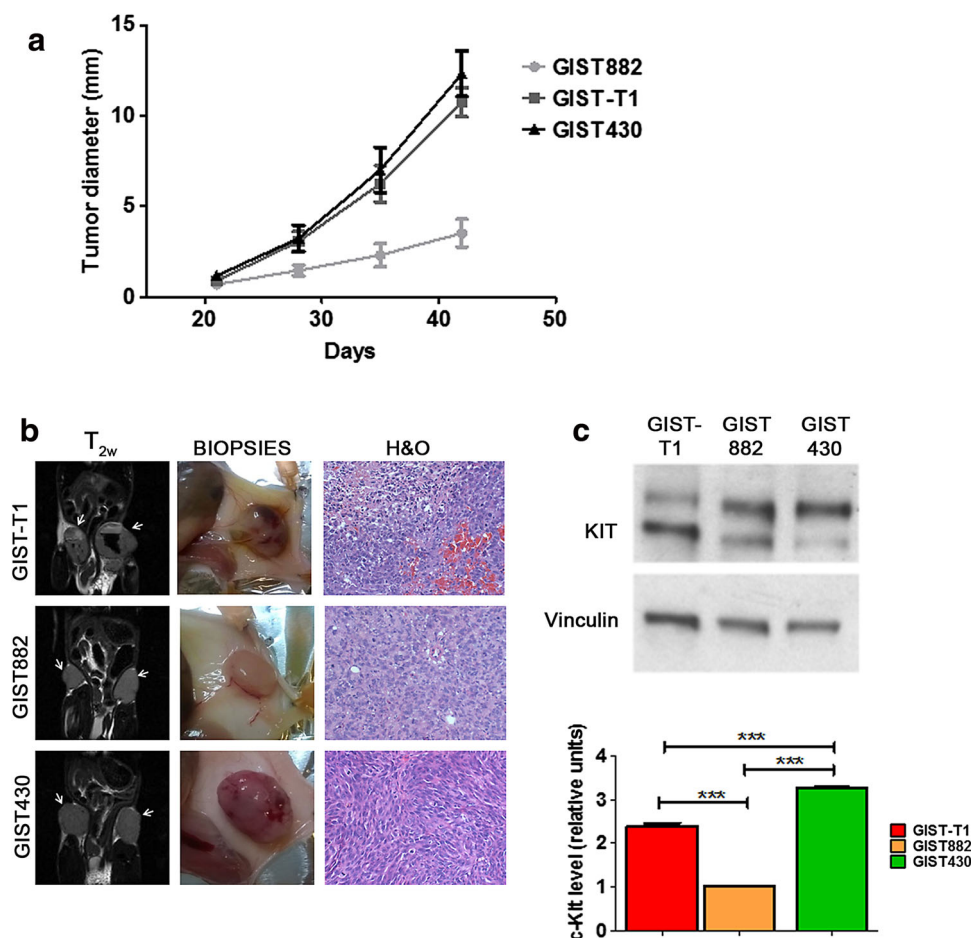 a
15
10
5
0
Tumor diameter (mm)
20 30 40 50
Days
GIST882
GIST-T1
GIST430
b
T2w BIOPSIES H&O
GIST-T1
GIST882
GIST430
c
GIST-T1 GIST 882 GIST 430
KIT
Vinculin
c-Kit level (relative units)
4
3
2
1
0
***
***
***
GIST-T1
GIST882
GIST430